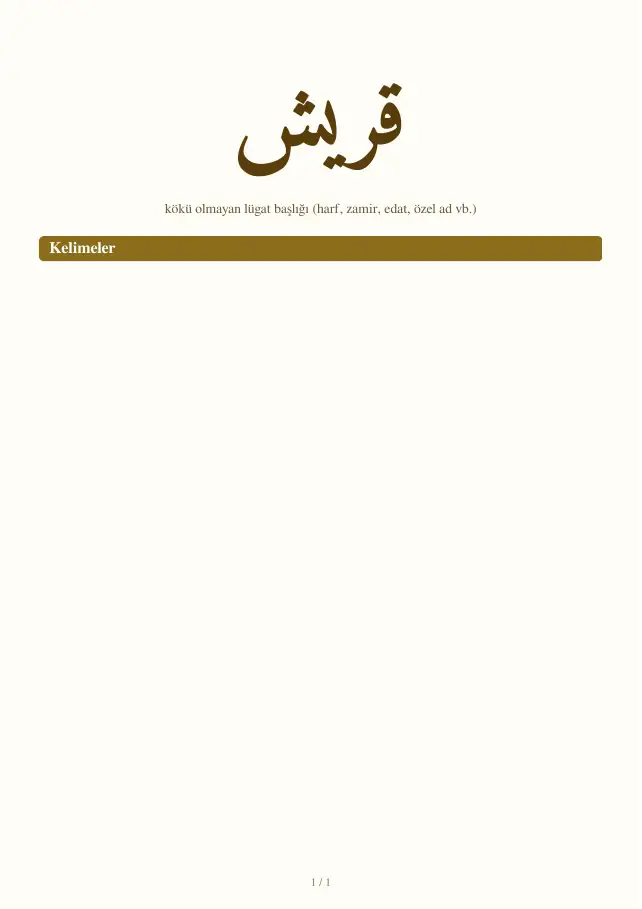 قريش
kökü olmayan lügat başlığı (harf, zamir, edat, özel ad vb.)
Kelimeler
1 / 1